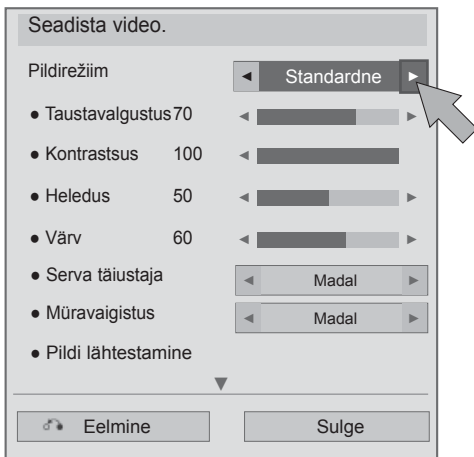 Seadista video.
Pildirežiim ◄ Standardne ►
● Taustavalgustus 70
● Kontrastsus 100
● Heledus 50
● Värv 60
● Serva täiustaja ◄ Madal ►
● Müravaigistus ◄ Madal ►
● Pildi lähtestamine
Eelmine Sulge